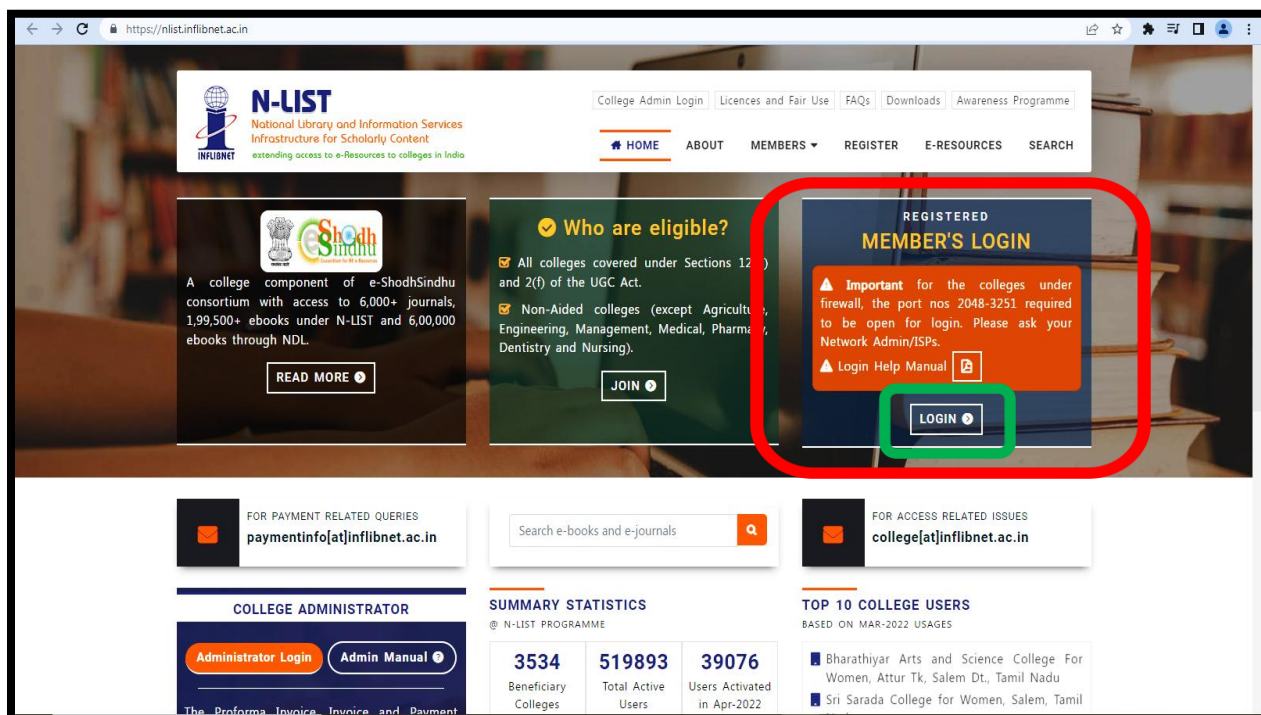 https://nlist.inflibnet.ac.in
N-LIST
National Library and Information Services
Infrastructure for Scholarly Content
extending access to e-Resources to colleges in India
INFLIBNET
College Admin Login
Licences and Fair Use
FAQs
Downloads
Awareness Programme
HOME
ABOUT
MEMBERS
REGISTER
E-RESOURCES
SEARCH
e-Shodh
Sindhu
A college component of e-ShodhSindhu
consortium with access to 6,000+ journals,
1,99,500+ ebooks under N-LIST and 6,00,000
ebooks through NDL.
READ MORE
Who are eligible?
All colleges covered under Sections
and 2(f) of the UGC Act.
Non-Aided colleges (except Agriculture,
Engineering, Management, Medical, Pharmacy,
Dentistry and Nursing).
JOIN
REGISTERED
MEMBER'S LOGIN
Important for the colleges under
firewall, the port nos 2048-3251 required
to be open for login. Please ask your
Network Admin/ISPs.
Login Help Manual
LOGIN
FOR PAYMENT RELATED QUERIES
paymentinfo[at]inflibnet.ac.in
Search e-books and e-journals
FOR ACCESS RELATED ISSUES
college[at]inflibnet.ac.in
COLLEGE ADMINISTRATOR
Administrator Login
Admin Manual
The Proforma Invoice, Invoice and Payment
SUMMARY STATISTICS
@ N-LIST PROGRAMME
3534
Beneficiary
Colleges
519893
Total Active
Users
39076
Users Activated
in Apr-2022
TOP 10 COLLEGE USERS
BASED ON MAR-2022 USAGES
Bharathiyar Arts and Science College For
Women, Attur Tk, Salem Dt., Tamil Nadu
Sri Sarada College for Women, Salem, Tamil